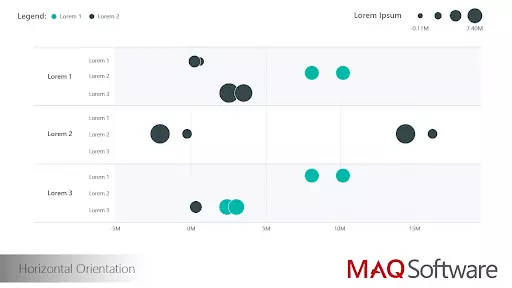 Legend: Lorem 1 Lorem 2
Lorem Ipsum
-0.11M 7.40M
Lorem 1
Lorem 1
Lorem 2
Lorem 3
Lorem 2
Lorem 1
Lorem 2
Lorem 3
Lorem 3
Lorem 1
Lorem 2
Lorem 3
-5M 0M 5M 10M 15M
Horizontal Orientation
MAQ Software